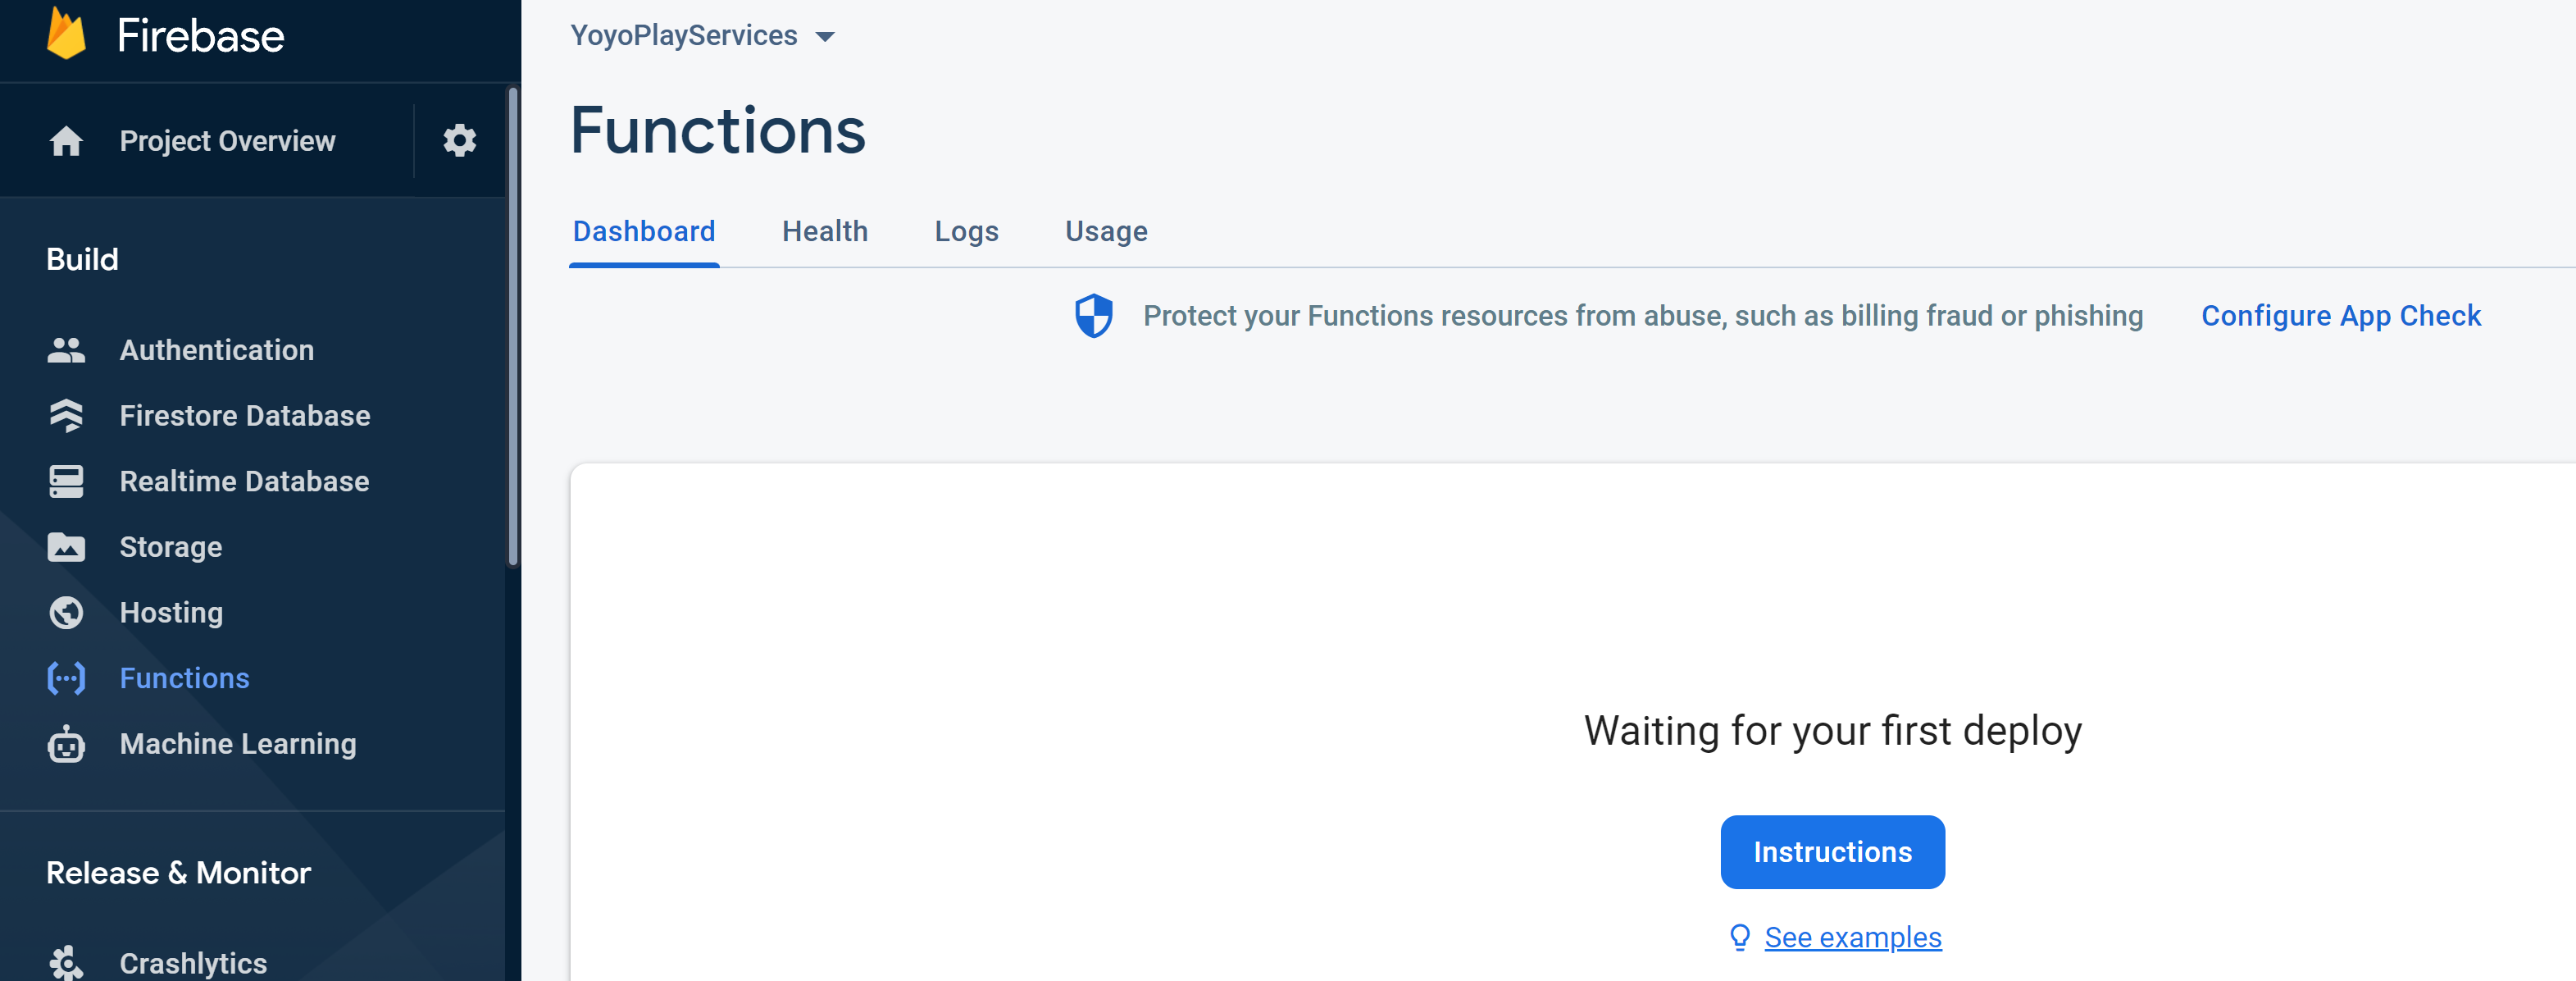 Firebase
Project Overview
Build
Authentication
Firestore Database
Realtime Database
Storage
Hosting
Functions
Machine Learning
Release & Monitor
Crashlytics
YoyoPlayServices
Functions
Dashboard Health Logs Usage
Protect your Functions resources from abuse, such as billing fraud or phishing Configure App Check
Waiting for your first deploy
Instructions
See examples